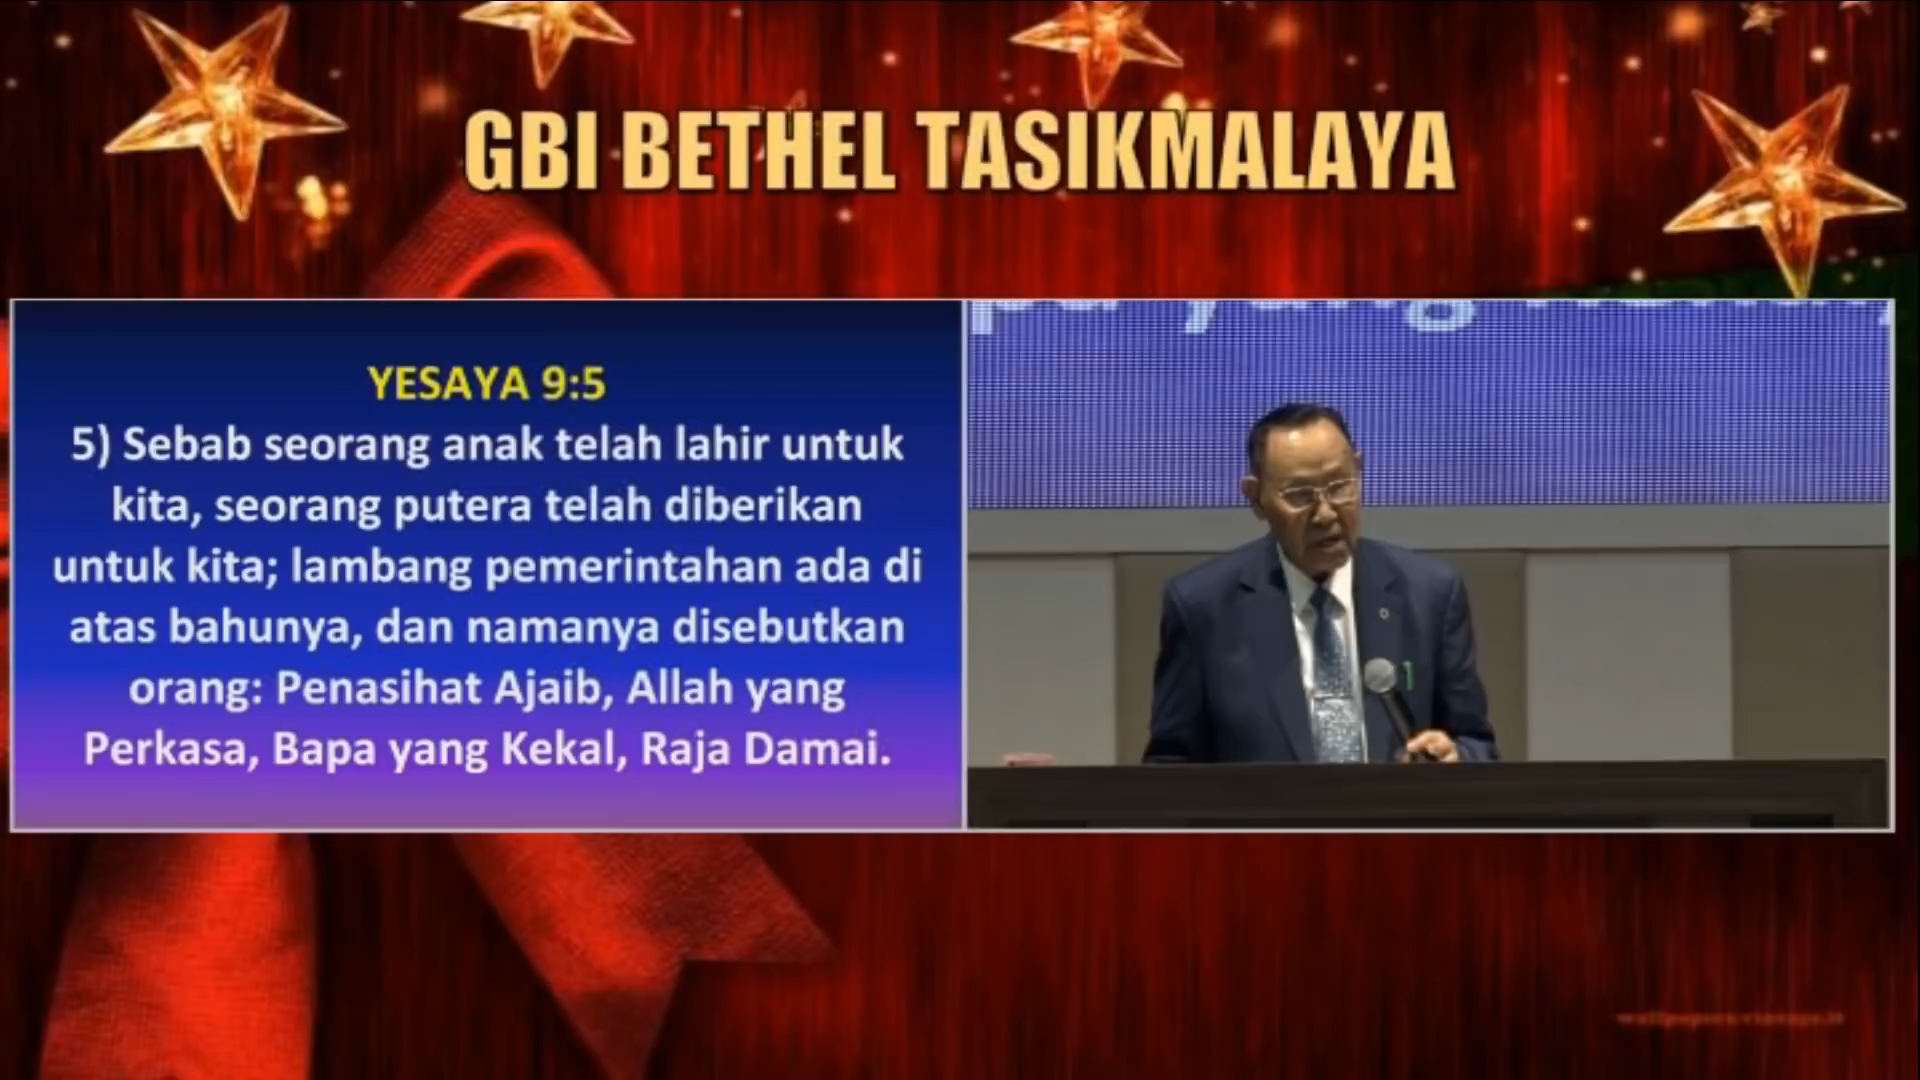 GBI BETHEL TASIKMALAYA
YESAYA 9:5
5) Sebab seorang anak telah lahir untuk
kita, seorang putera telah diberikan
untuk kita; lambang pemerintahan ada di
atas bahunya, dan namanya disebutkan
orang: Penasihat Ajaib, Allah yang
Perkasa, Bapa yang Kekal, Raja Damai.
yang